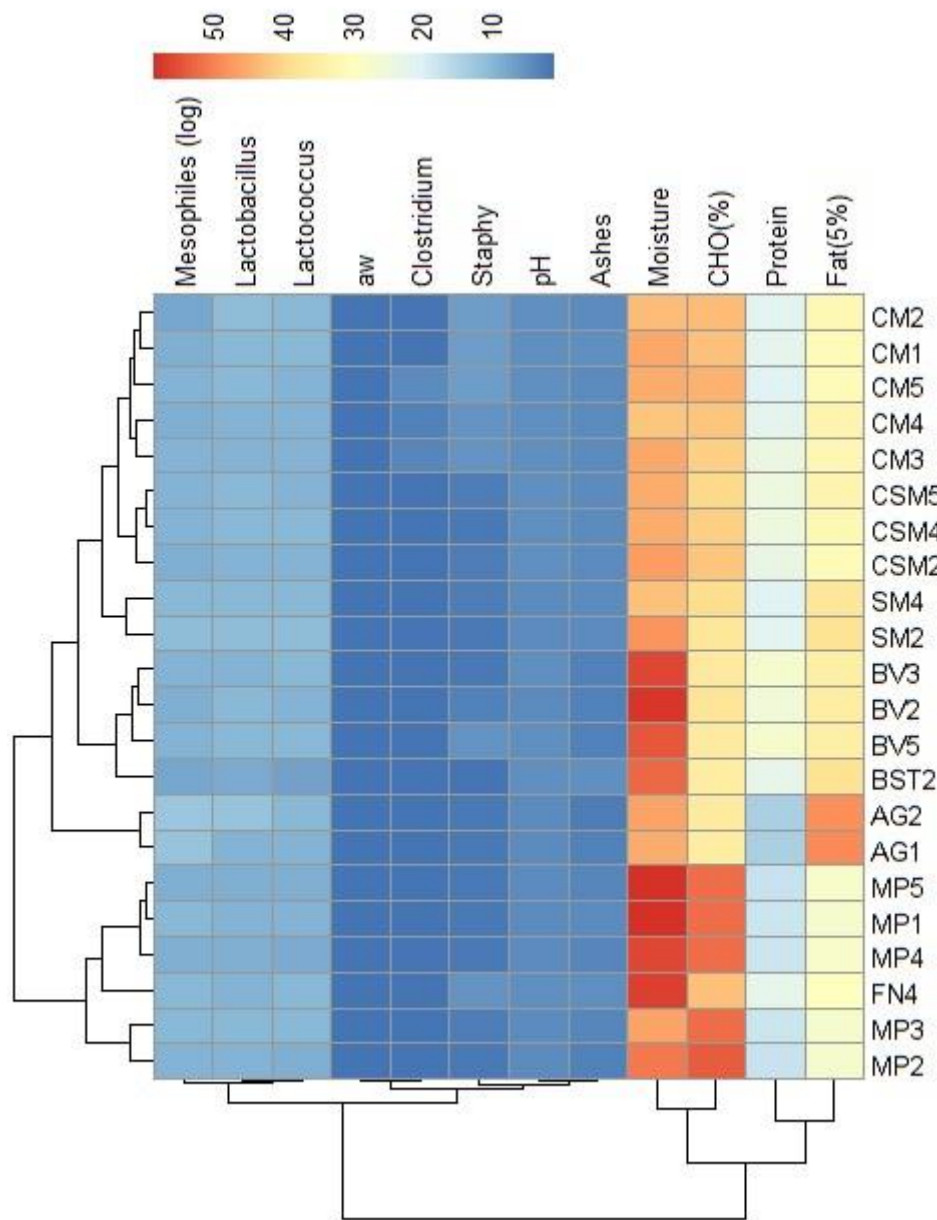 50
40
30
20
10
Mesophiles (log)
Lactobacillus
Lactococcus
aw
Clostridium
Staphy
pH
Ashes
Moisture
CHO(%)
Protein
Fat(5%)
CM2
CM1
CM5
CM4
CM3
CSM5
CSM4
CSM2
SM4
SM2
BV3
BV2
BV5
BST2
AG2
AG1
MP5
MP1
MP4
FN4
MP3
MP2